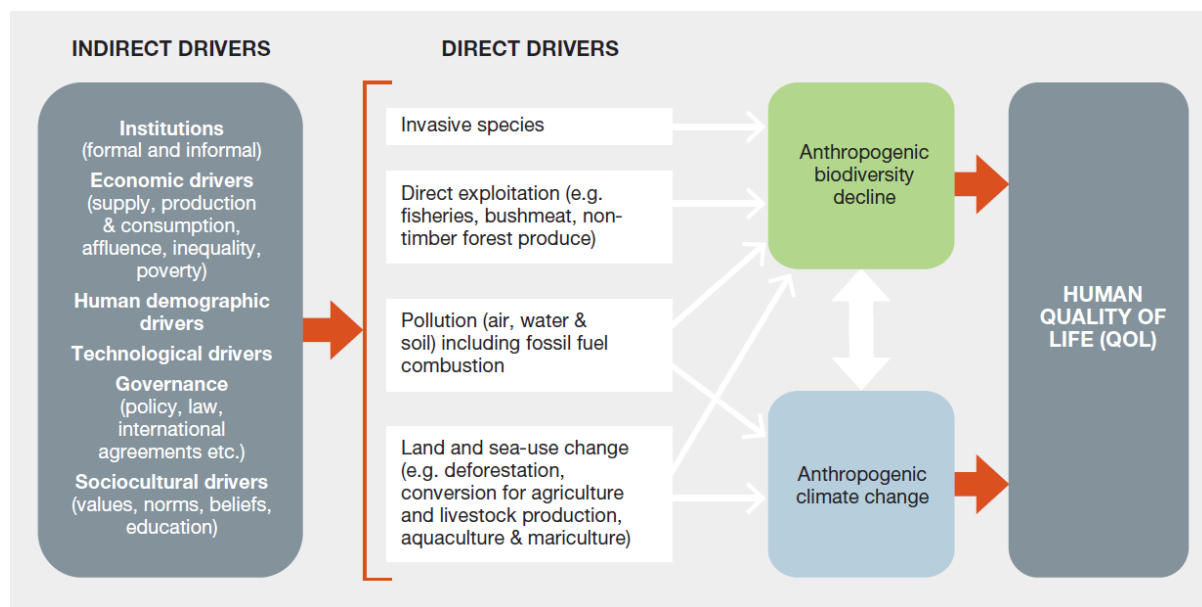 INDIRECT DRIVERS
Institutions
(formal and informal)
Economic drivers
(supply, production
& consumption,
affluence, inequality,
poverty)
Human demographic
drivers
Technological drivers
Governance
(policy, law,
international
agreements etc.)
Sociocultural drivers
(values, norms, beliefs,
education)
DIRECT DRIVERS
Invasive species
Direct exploitation (e.g.
fisheries, bushmeat, non-
timber forest produce)
Pollution (air, water &
soil) including fossil fuel
combustion
Land and sea-use change
(e.g. deforestation,
conversion for agriculture
and livestock production,
aquaculture & mariculture)
Anthropogenic
biodiversity
decline
Anthropogenic
climate change
HUMAN
QUALITY OF
LIFE (QOL)